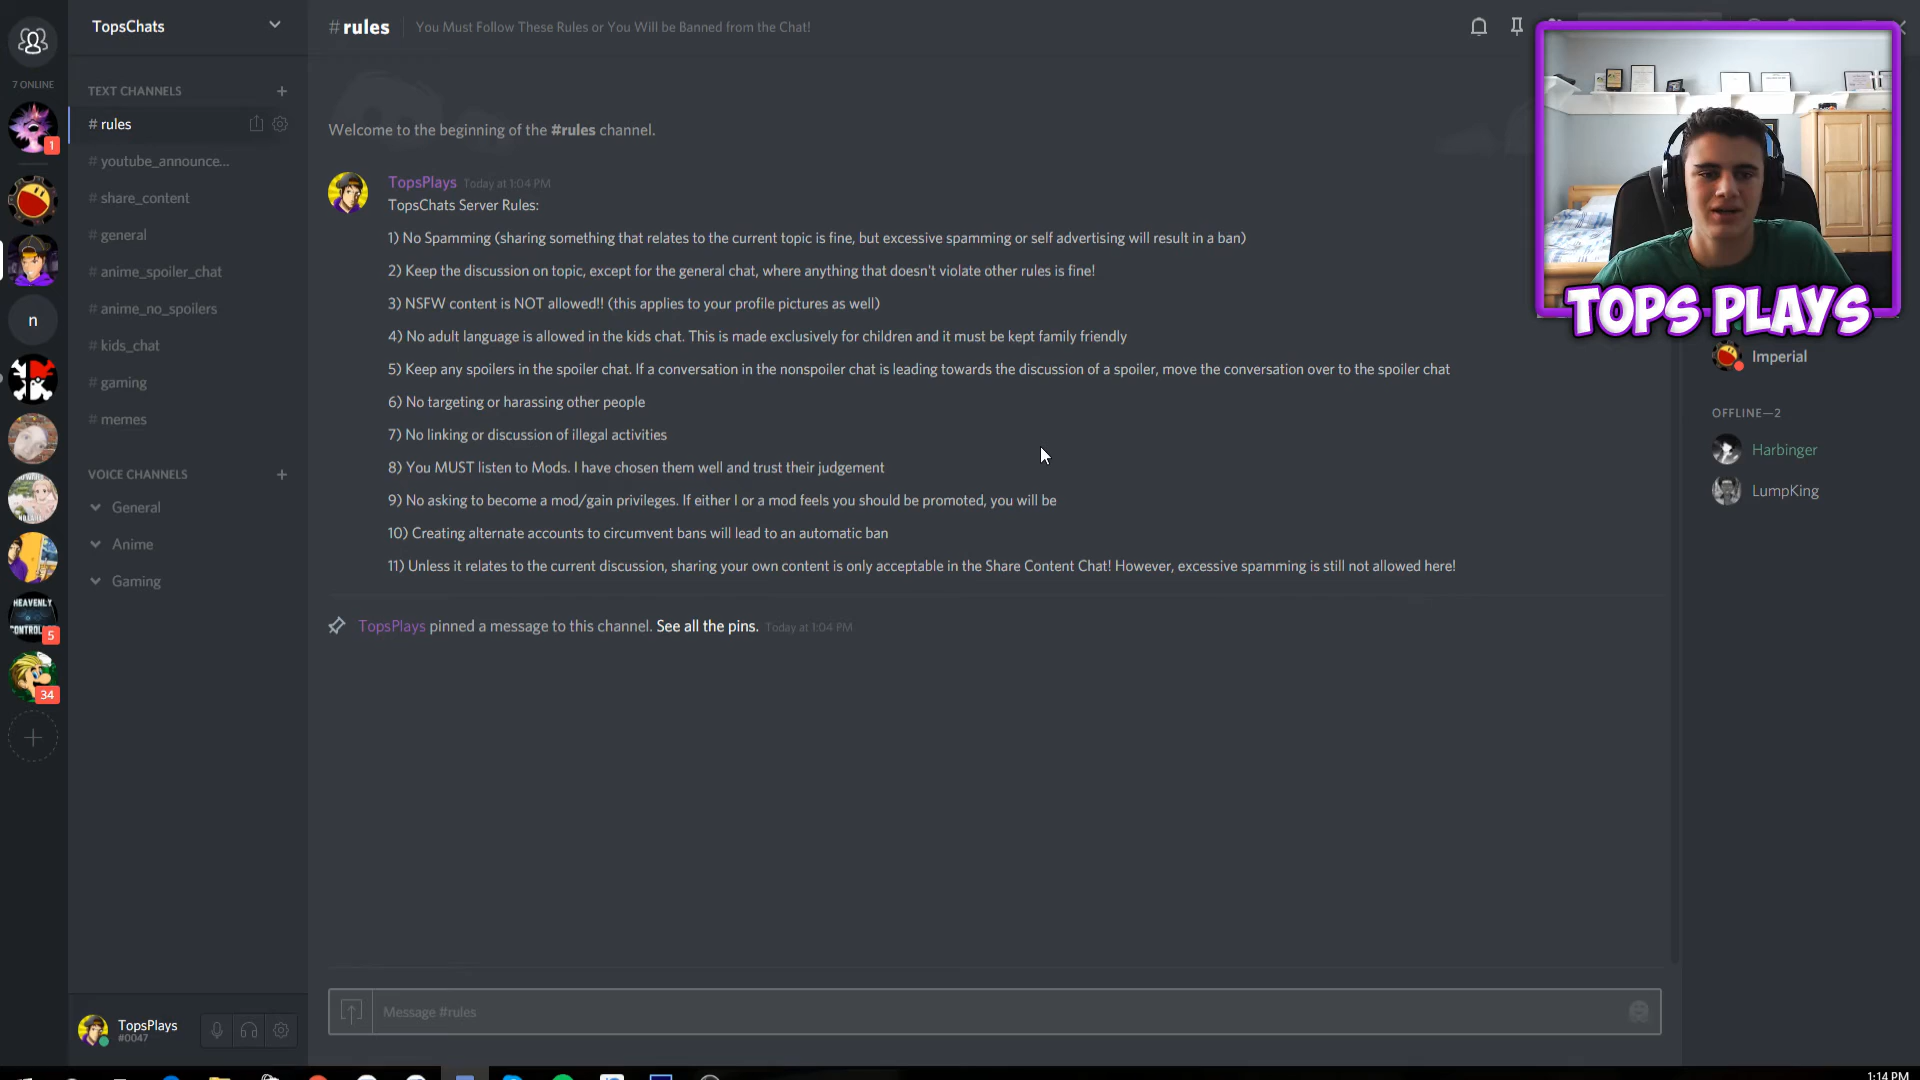 TopsChats
#rules
You Must Follow These Rules or You Will be Banned from the Chat!
7 ONLINE
1
n
HEAVENLY
CONTROL
5
34
TEXT CHANNELS
# rules
# youtube_announce...
# share_content
# general
# anime_spoiler_chat
# anime_no_spoilers
# kids_chat
# gaming
# memes
VOICE CHANNELS
General
Anime
Gaming
TopsPlays
#0047
Welcome to the beginning of the #rules channel.
TopsPlays Today at 1:04 PM
TopsChats Server Rules:
1) No Spamming (sharing something that relates to the current topic is fine, but excessive spamming or self advertising will result in a ban)
2) Keep the discussion on topic, except for the general chat, where anything that doesn't violate other rules is fine!
3) NSFW content is NOT allowed!! (this applies to your profile pictures as well)
4) No adult language is allowed in the kids chat. This is made exclusively for children and it must be kept family friendly
5) Keep any spoilers in the spoiler chat. If a conversation in the nonspoiler chat is leading towards the discussion of a spoiler, move the conversation over to the spoiler chat
6) No targeting or harassing other people
7) No linking or discussion of illegal activities
8) You MUST listen to Mods. I have chosen them well and trust their judgement
9) No asking to become a mod/gain privileges. If either I or a mod feels you should be promoted, you will be
10) Creating alternate accounts to circumvent bans will lead to an automatic ban
11) Unless it relates to the current discussion, sharing your own content is only acceptable in the Share Content Chat! However, excessive spamming is still not allowed here!
TopsPlays pinned a message to this channel. See all the pins. Today at 1:04 PM
Message #rules
TOPS PLAYS
Imperial
OFFLINE—2
Harbinger
LumpKing
1:14 PM